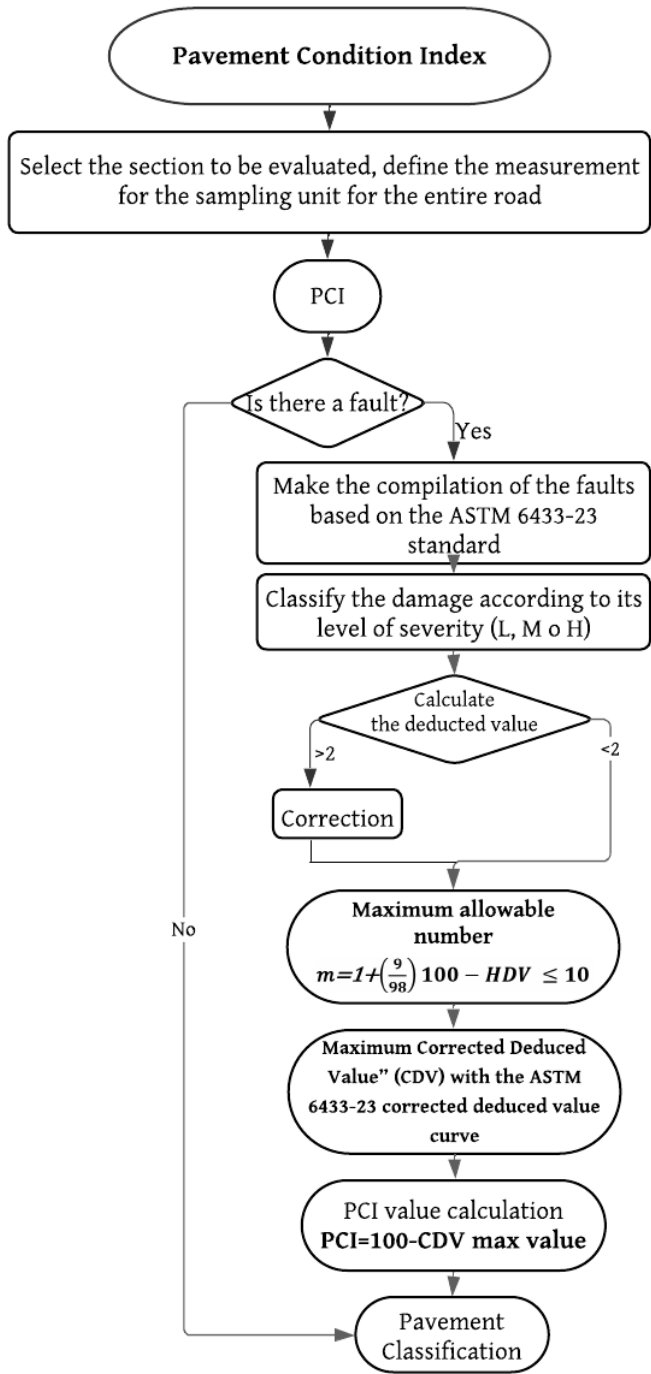 Pavement Condition Index
Select the section to be evaluated, define the measurement
for the sampling unit for the entire road
PCI
Is there a fault?
Yes
Make the compilation of the faults
based on the ASTM 6433-23
standard
Classify the damage according to its
level of severity (L, M o H)
Calculate
the deducted value
>2
<2
Correction
No
Maximum allowable
number
m=1+(9/98) 100 − HDV ≤ 10
Maximum Corrected Deduced
Value” (CDV) with the ASTM
6433-23 corrected deduced value
curve
PCI value calculation
PCI=100-CDV max value
Pavement
Classification